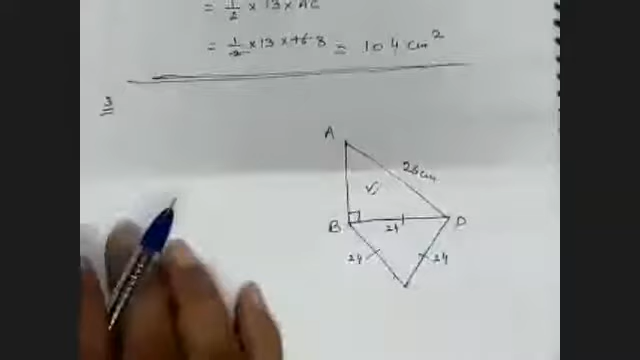 = 1/2 × 13 × AC
= 1/2 × 13 × 16 8 = 104 cm²
3
A
26cm
B
24
D
24
24